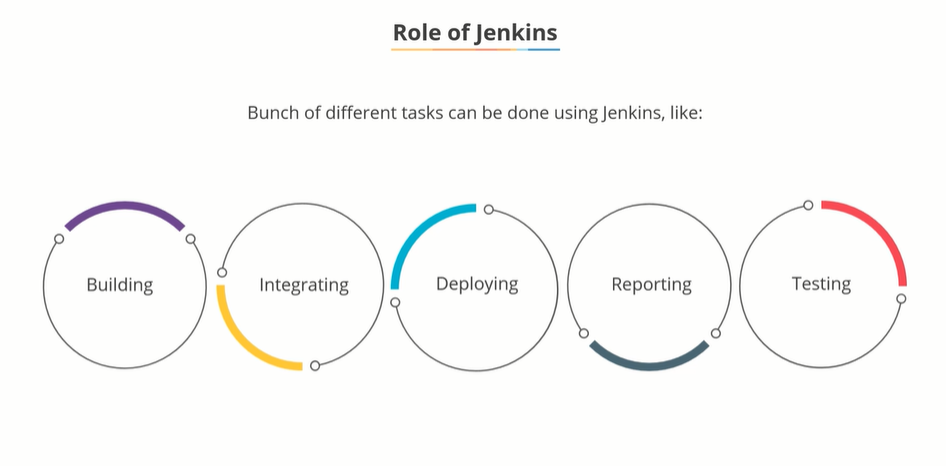 Role of Jenkins
Bunch of different tasks can be done using Jenkins, like:
Building
Integrating
Deploying
Reporting
Testing